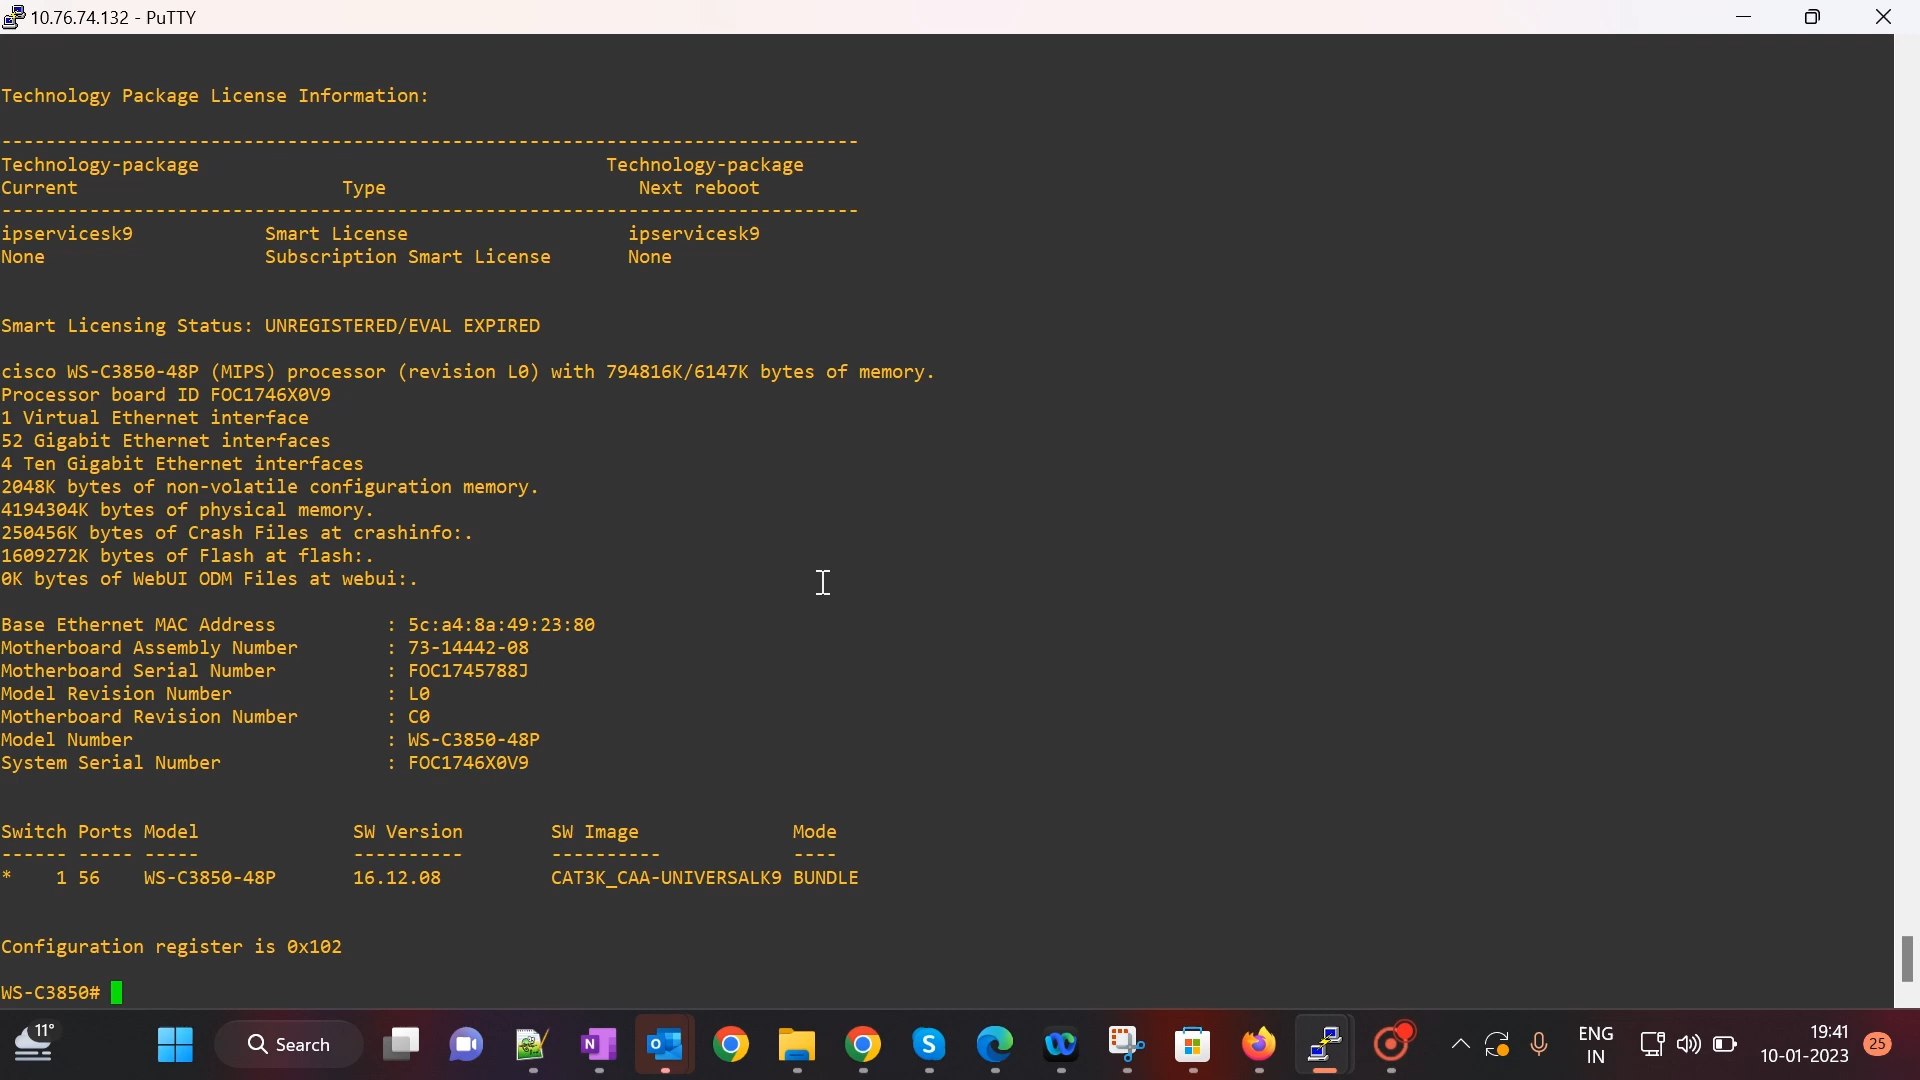 10.76.74.132 - PuTTY
Technology Package License Information:
------------------------------------------------------------------------------
Technology-package                                     Technology-package
Current                        Type                       Next reboot
------------------------------------------------------------------------------
ipservicesk9            Smart License                    ipservicesk9
None                    Subscription Smart License       None
Smart Licensing Status: UNREGISTERED/EVAL EXPIRED
cisco WS-C3850-48P (MIPS) processor (revision L0) with 794816K/6147K bytes of memory.
Processor board ID FOC1746X0V9
1 Virtual Ethernet interface
52 Gigabit Ethernet interfaces
4 Ten Gigabit Ethernet interfaces
2048K bytes of non-volatile configuration memory.
4194304K bytes of physical memory.
250456K bytes of Crash Files at crashinfo:.
1609272K bytes of Flash at flash:.
0K bytes of WebUI ODM Files at webui:.
Base Ethernet MAC Address          : 5c:a4:8a:49:23:80
Motherboard Assembly Number        : 73-14442-08
Motherboard Serial Number          : FOC1745788J
Model Revision Number              : L0
Motherboard Revision Number        : C0
Model Number                       : WS-C3850-48P
System Serial Number               : FOC1746X0V9
Switch Ports Model              SW Version        SW Image              Mode
------ ----- -----              ----------        ----------            ----
*    1 56    WS-C3850-48P       16.12.08          CAT3K_CAA-UNIVERSALK9 BUNDLE
Configuration register is 0x102
WS-C3850#
11°
Search
ENG
IN
19:41
10-01-2023
25